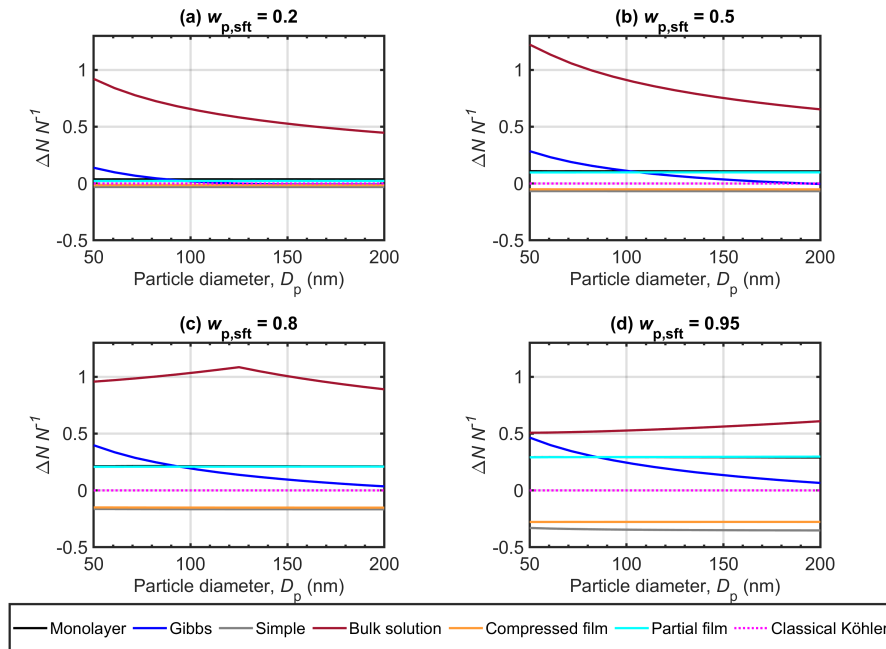 (a) w p,sft = 0.2
(b) w p,sft = 0.5
1
0.5
0
-0.5
ΔN N-1
50 100 150 200
Particle diameter, Dp (nm)
1
0.5
0
-0.5
ΔN N-1
50 100 150 200
Particle diameter, Dp (nm)
(c) w p,sft = 0.8
(d) w p,sft = 0.95
1
0.5
0
-0.5
ΔN N-1
50 100 150 200
Particle diameter, Dp (nm)
1
0.5
0
-0.5
ΔN N-1
50 100 150 200
Particle diameter, Dp (nm)
Monolayer Gibbs Simple Bulk solution Compressed film Partial film Classical Köhler